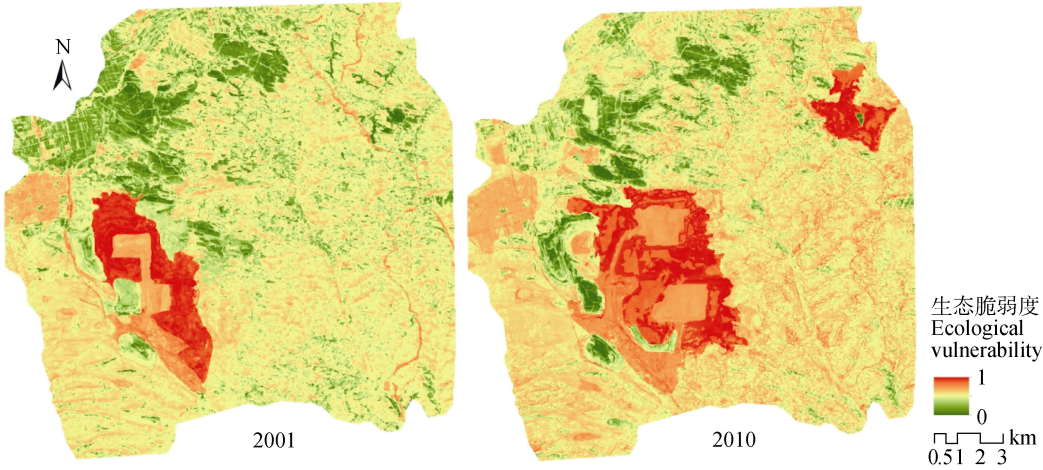 N
2001
2010
生态脆弱度
Ecological
vulnerability
1
0
km
0.51 2 3